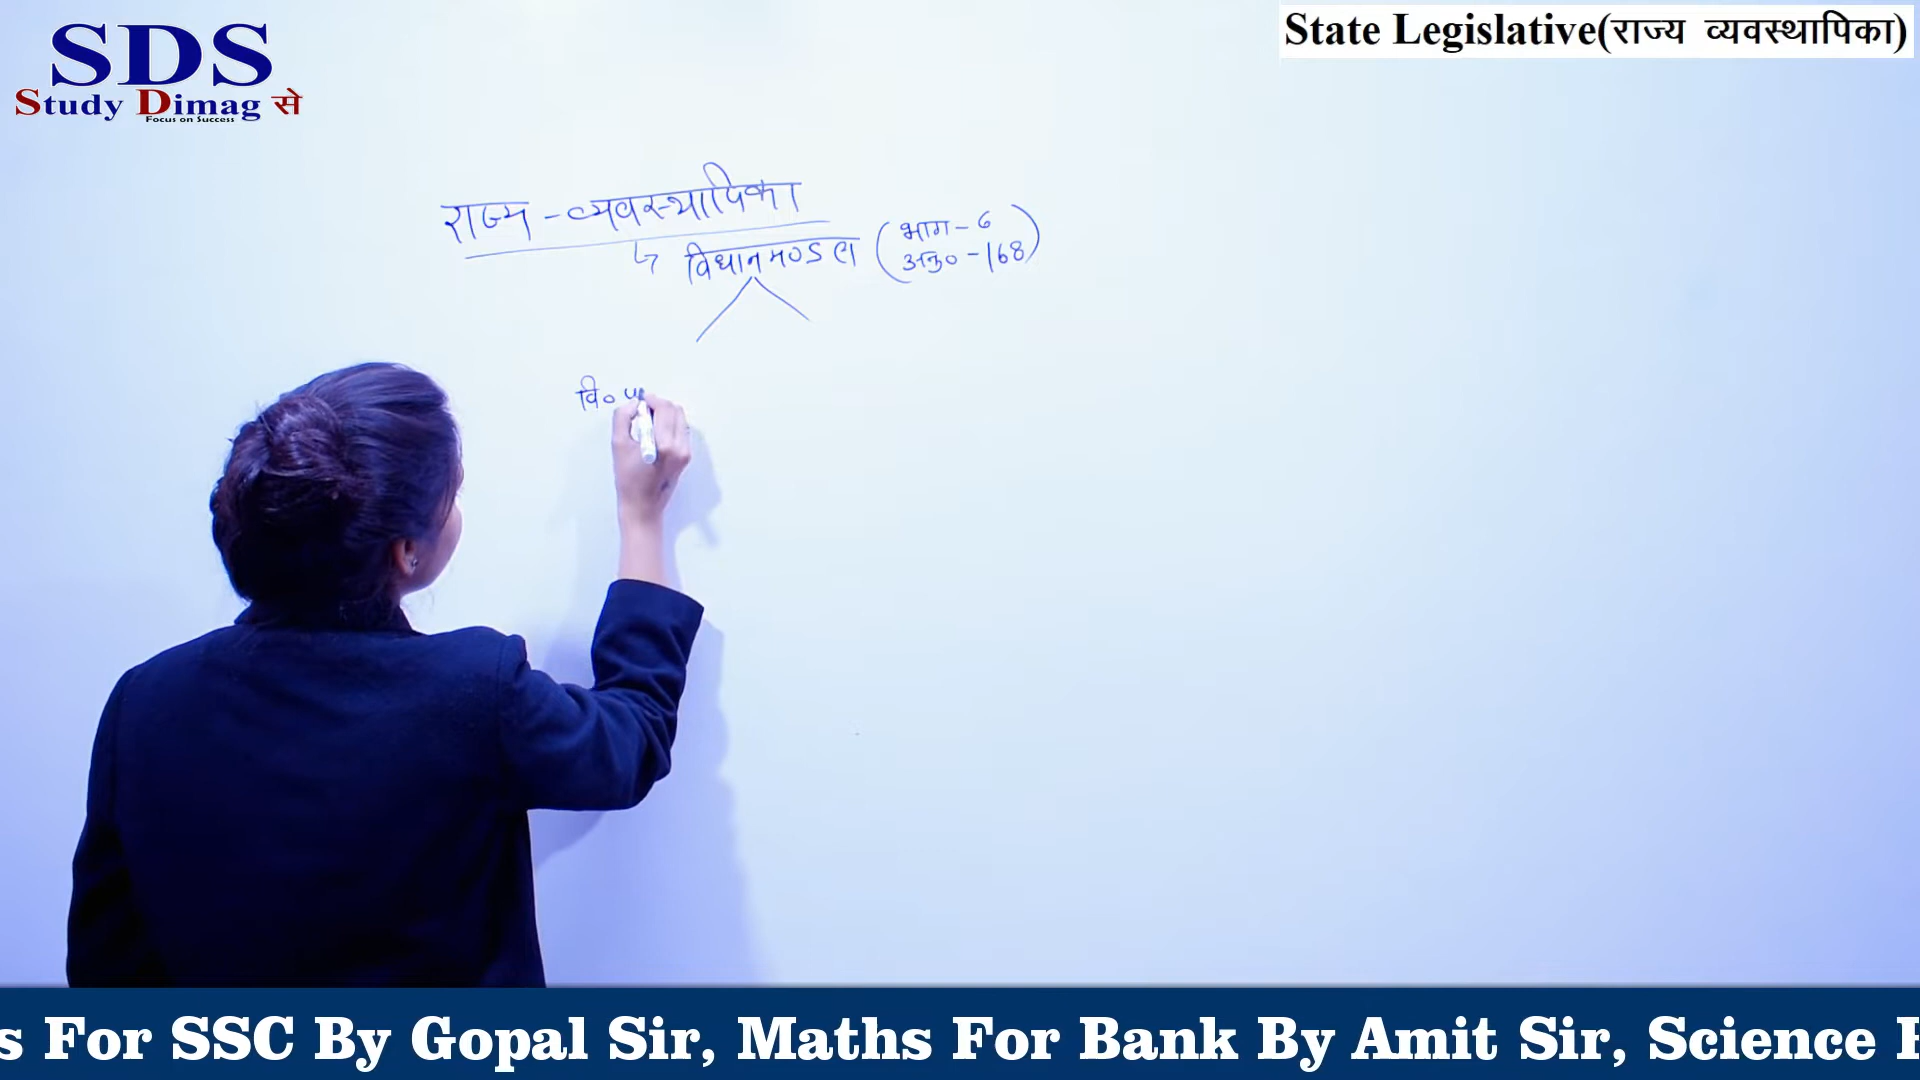 SDS
Study Dimag से
Focus on Success
State Legislative(राज्य व्यवस्थापिका)
राज्य - व्यवस्थापिका
↳ विधानमण्डल (भाग - 6
अनु० - 168)
वि० प
s For SSC By Gopal Sir, Maths For Bank By Amit Sir, Science